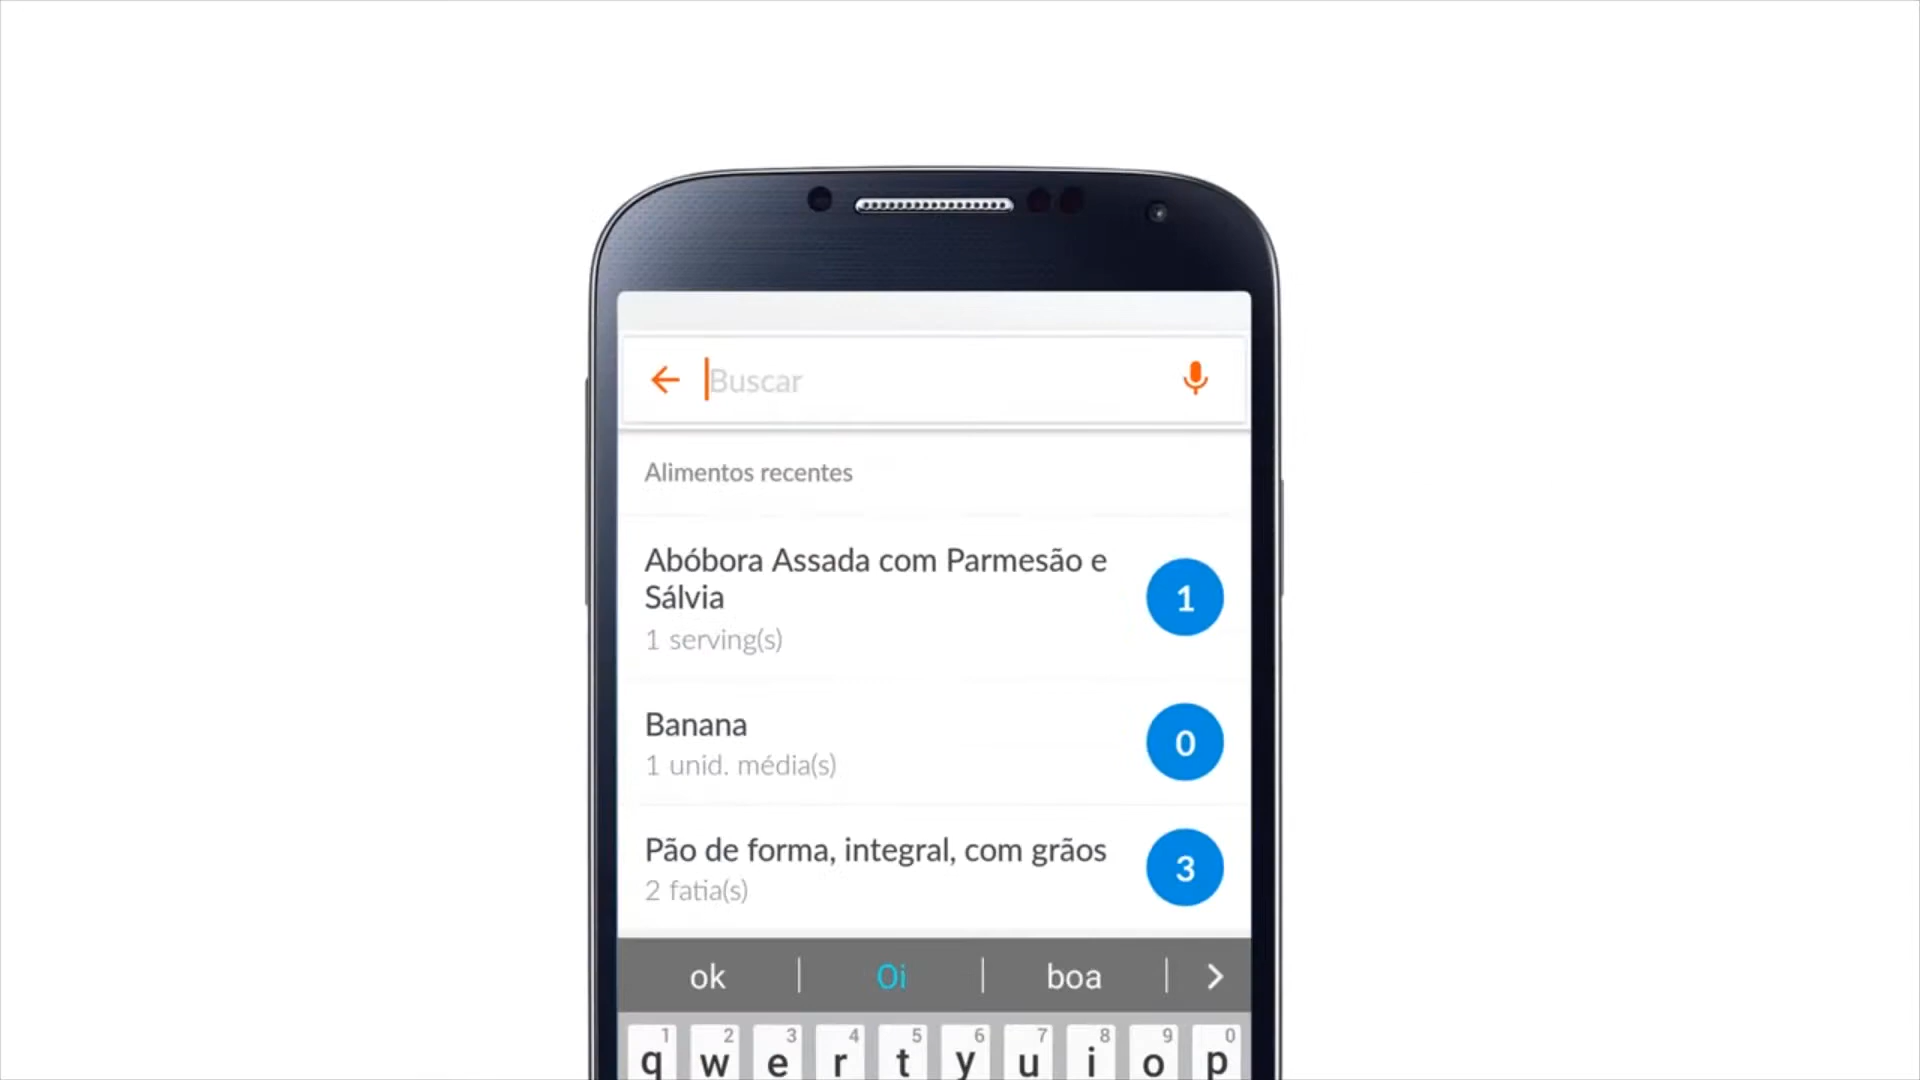 Buscar
Alimentos recentes
Abóbora Assada com Parmesão e
Sálvia
1 serving(s)
1
Banana
1 unid. média(s)
0
Pão de forma, integral, com grãos
2 fatia(s)
3
ok Oi boa
1 2 3 4 5 6 7 8 9 0
q w e r t y u i o p